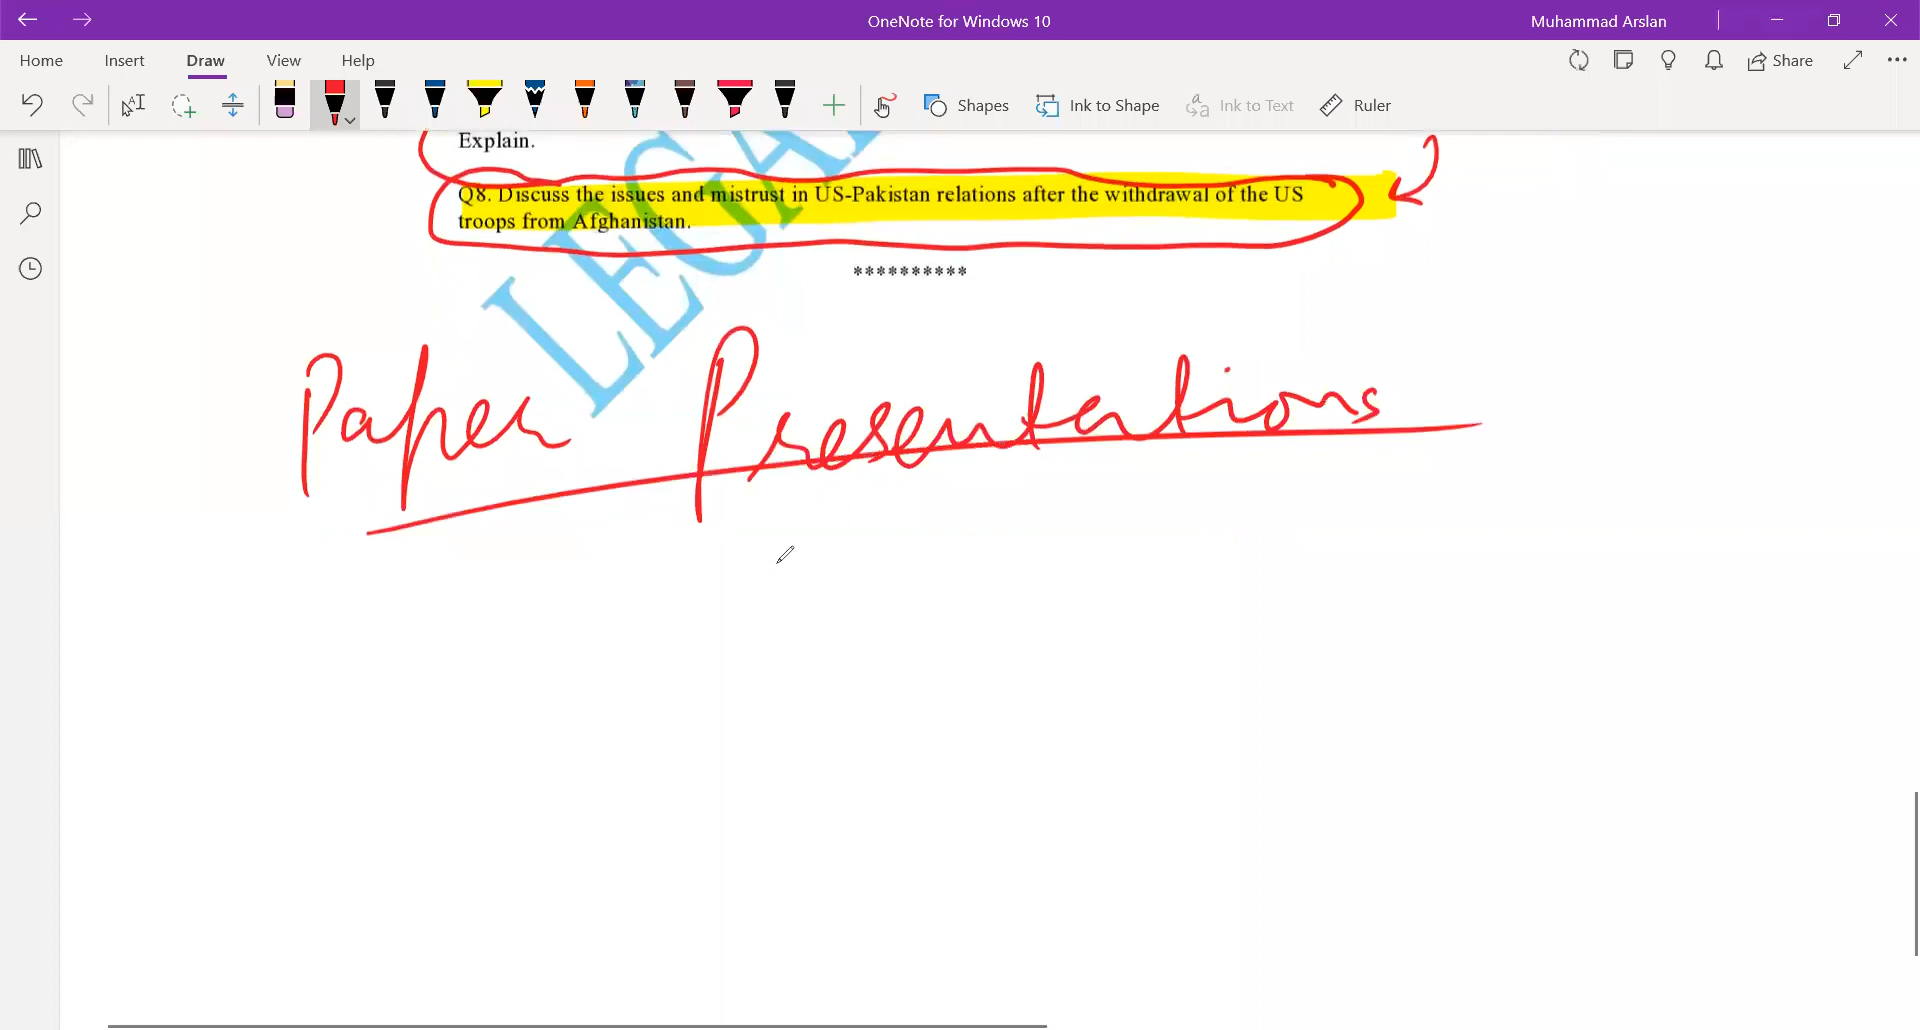 OneNote for Windows 10
Muhammad Arslan
Home Insert Draw View Help
Share
Shapes Ink to Shape Ink to Text Ruler
Explain.
Q8. Discuss the issues and mistrust in US-Pakistan relations after the withdrawal of the US
troops from Afghanistan.
**********
LEGA
Paper Presentations